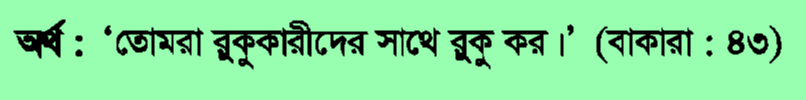 অর্থ : ‘তোমরা রুকুকারীদের সাথে রুকু কর।’ (বাকারা : ৪৩)